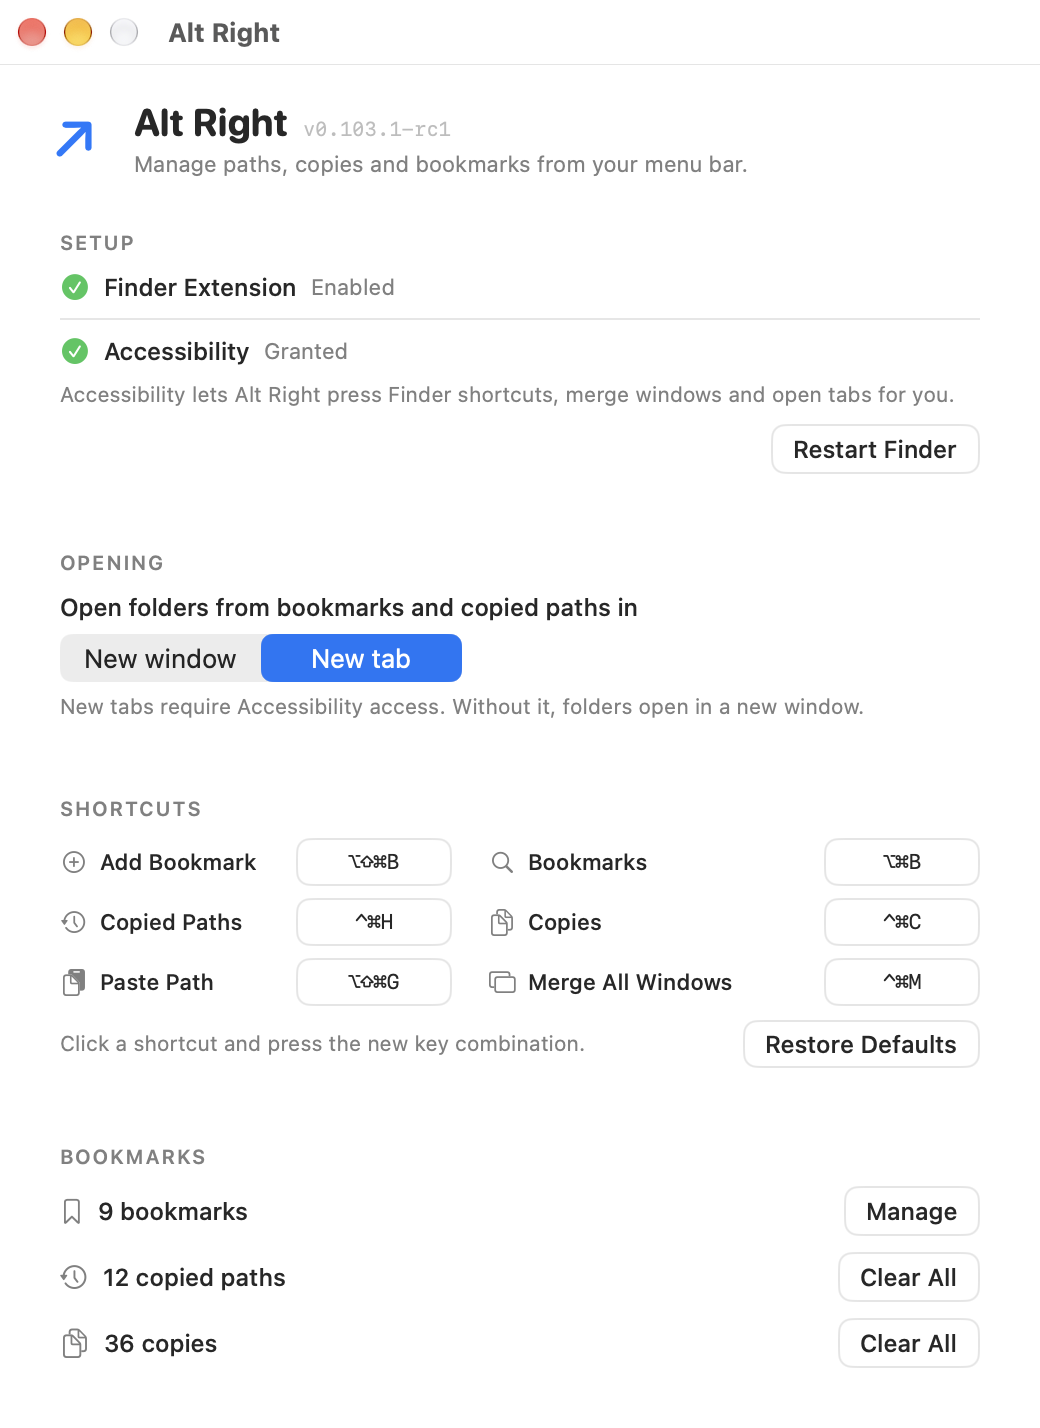 Alt Right
Alt Right v0.103.1-rc1
Manage paths, copies and bookmarks from your menu bar.
SETUP
Finder Extension Enabled
Accessibility Granted
Accessibility lets Alt Right press Finder shortcuts, merge windows and open tabs for you.
Restart Finder
OPENING
Open folders from bookmarks and copied paths in
New window New tab
New tabs require Accessibility access. Without it, folders open in a new window.
SHORTCUTS
Add Bookmark ⌥⇧⌘B Bookmarks ⌥⌘B
Copied Paths ^⌘H Copies ^⌘C
Paste Path ⌥⇧⌘G Merge All Windows ^⌘M
Click a shortcut and press the new key combination. Restore Defaults
BOOKMARKS
9 bookmarks Manage
12 copied paths Clear All
36 copies Clear All